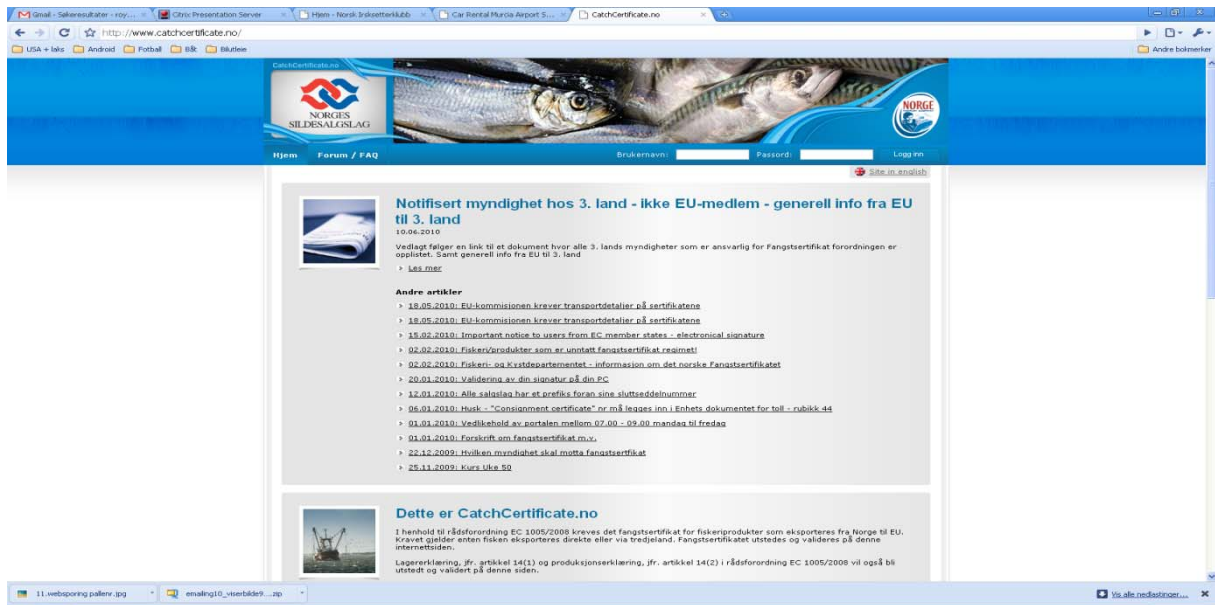 Gmail - Søkeresultater - roy...
Citrix Presentation Server
Hjem - Norsk Irsksetterklubb
Car Rental Murcia Airport S...
CatchCertificate.no
http://www.catchcertificate.no/
USA + laks
Android
Fotball
Båt
Bilutleie
Andre bokmerker
CatchCertificate.no
NORGES
SILDESALGSLAG
NORGE
Hjem
Forum / FAQ
Brukernavn:
Passord:
Logg inn
Site in english
Notifisert myndighet hos 3. land - ikke EU-medlem - generell info fra EU
til 3. land
10.06.2010
Vedlagt følger en link til et dokument hvor alle 3. lands myndigheter som er ansvarlig for Fangstsertifikat forordningen er
opplistet. Samt generell info fra EU til 3. land
Les mer
Andre artikler
18.05.2010: EU-kommisjonen krever transportdetaljer på sertifikatene
18.05.2010: EU-kommisjonen krever transportdetaljer på sertifikatene
15.02.2010: Important notice to users from EC member states - electronical signature
02.02.2010: Fiskeri/produkter som er unntatt fangstsertifikat regimet!
02.02.2010: Fiskeri- og Kystdepartementet - informasjon om det norske Fangstsertifikatet
20.01.2010: Validering av din signatur på din PC
12.01.2010: Alle salgslag har et prefiks foran sine sluttseddelnummer
06.01.2010: Husk - "Consignment certificate" nr må legges inn i Enhets dokumentet for toll - rubikk 44
01.01.2010: Vedlikehold av portalen mellom 07.00 - 09.00 mandag til fredag
01.01.2010: Forskrift om fangstsertifikat m.v.
22.12.2009: Hvilken myndighet skal motta fangstsertfikat
25.11.2009: Kurs Uke 50
Dette er CatchCertificate.no
I henhold til rådsforordning EC 1005/2008 kreves det fangstsertifikat for fiskeriprodukter som eksporteres fra Norge til EU.
Kravet gjelder enten fisken eksporteres direkte eller via tredjeland. Fangstsertifikatet utstedes og valideres på denne
internettsiden.
Lagererklæring, jfr. artikkel 14(1) og produksjonserklæring, jfr. artikkel 14(2) i rådsforordning EC 1005/2008 vil også bli
utstedt og validert på denne siden.
11.websporing pallenr.jpg
emailing10_viserbilde9....zip
Vis alle nedlastinger...